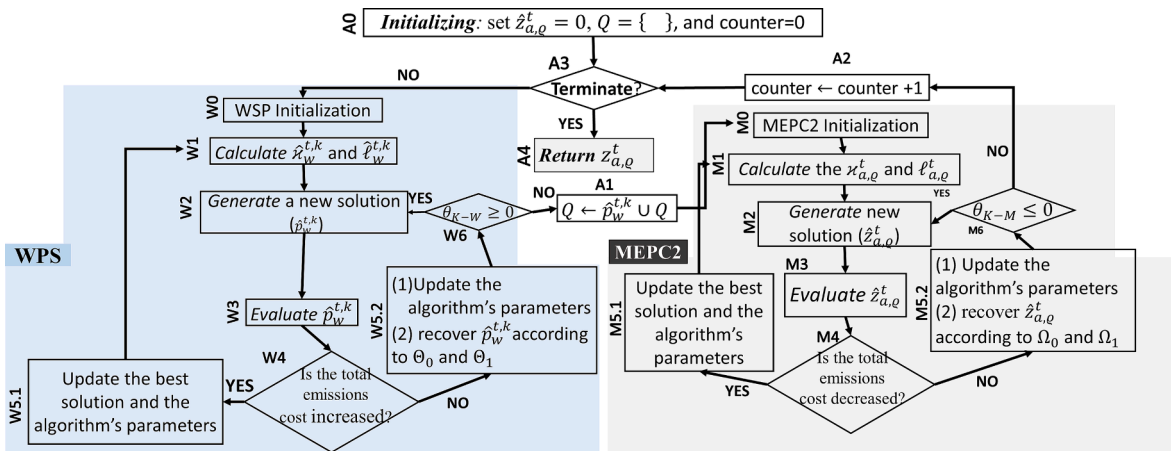 A0
Initializing: set ẑ^t_{a,ϱ} = 0, Q = { }, and counter=0
A3
Terminate?
NO
YES
A2
counter ← counter +1
A4
Return z^t_{a,ϱ}
WPS
W0
WSP Initialization
W1
Calculate ϰ̂^{t,k}_w and ℓ̂^{t,k}_w
W2
Generate a new solution
(p̂^{t,k}_w)
YES
θ_{K−W} ≥ 0
W6
NO
A1
Q ← p̂^{t,k}_w ∪ Q
W3
Evaluate p̂^{t,k}_w
W5.2
(1)Update the
algorithm's parameters
(2) recover p̂^{t,k}_w according
to Θ_0 and Θ_1
W4
Is the total
emissions
cost increased?
YES
NO
W5.1
Update the best
solution and the
algorithm's parameters
MEPC2
M0
MEPC2 Initialization
M1
Calculate the ϰ^t_{a,ϱ} and ℓ^t_{a,ϱ}
M2
Generate new
solution (ẑ^t_{a,ϱ})
YES
θ_{K−M} ≤ 0
M6
NO
M3
Evaluate ẑ^t_{a,ϱ}
M5.2
(1) Update the
algorithm's parameters
(2) recover ẑ^t_{a,ϱ}
according to Ω_0 and Ω_1
M4
Is the total
emissions
cost decreased?
YES
NO
M5.1
Update the best
solution and the
algorithm's
parameters